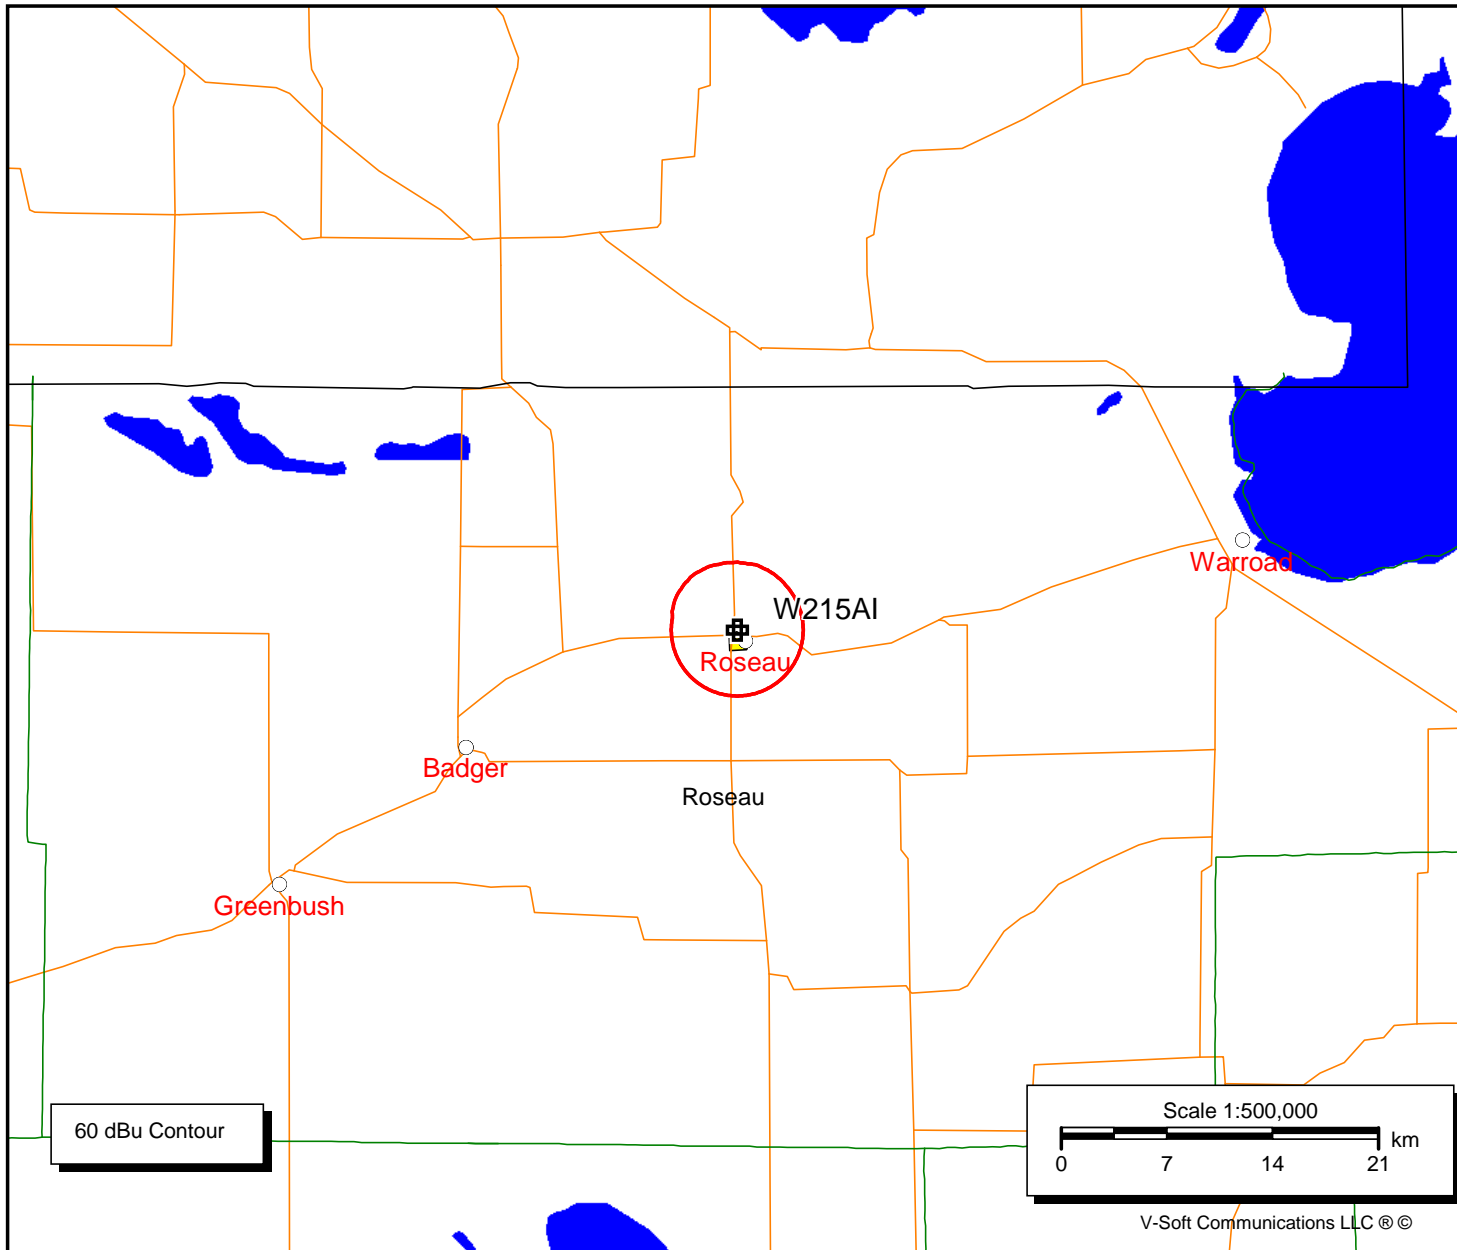 Warroad
W215AI
Roseau
Badger
Roseau
Greenbush
60 dBu Contour
Scale 1:500,000
km
0 7 14 21
V-Soft Communications LLC ® ©